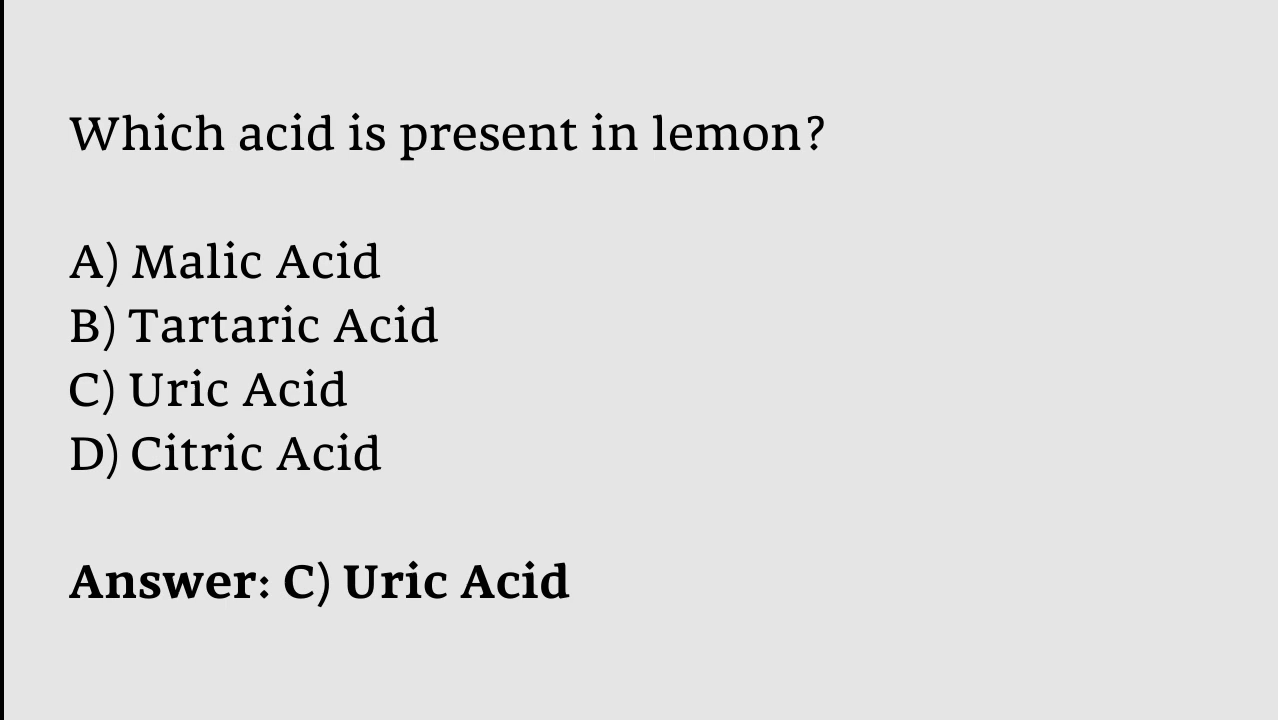 Which acid is present in lemon?
A) Malic Acid
B) Tartaric Acid
C) Uric Acid
D) Citric Acid
Answer: C) Uric Acid